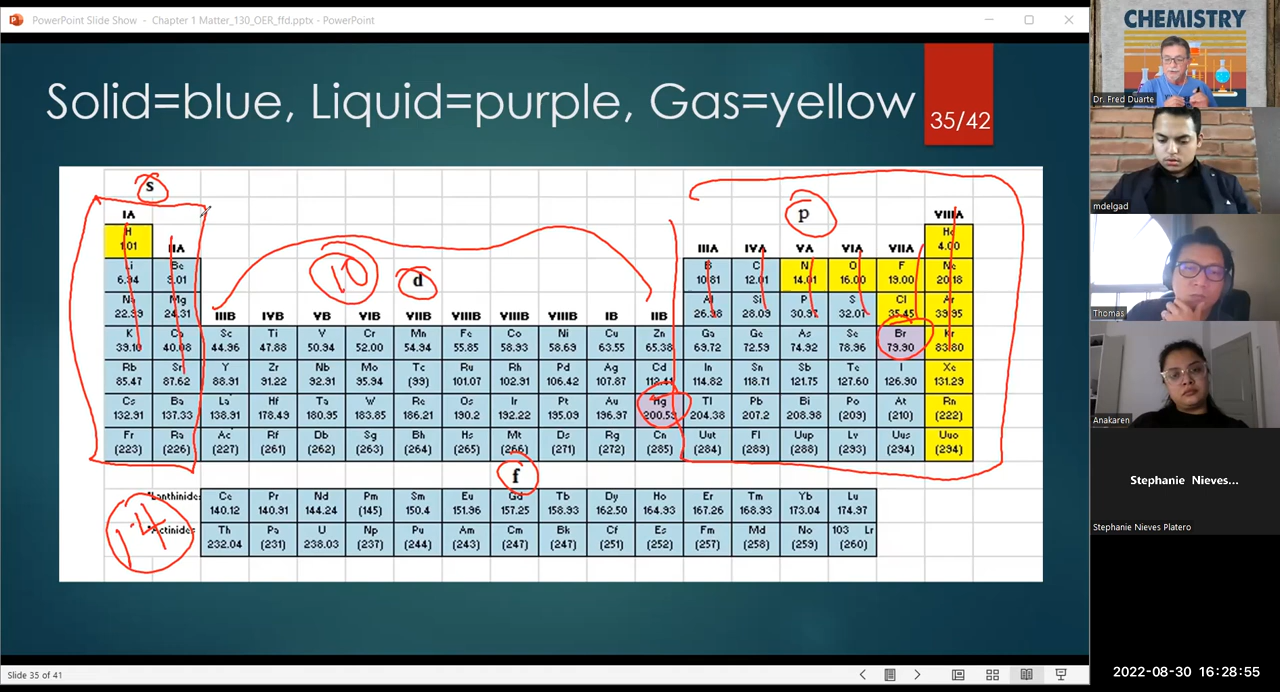 PowerPoint Slide Show - Chapter 1 Matter_130_OER_ffd.pptx - PowerPoint
Solid=blue, Liquid=purple, Gas=yellow
35/42
s
IA
VIIIA
p
H
1.01
IIA
IIIA IVA VA VIA VIIA
He
4.00
Li Be B C N O F Ne
6.94 9.01 10.81 12.01 14.01 16.00 19.00 20.18
10
d
Na Mg Al Si P S Cl Ar
22.99 24.31 IIIB IVB VB VIB VIIB VIIIB VIIIB VIIIB IB IIB 26.98 28.09 30.97 32.07 35.45 39.95
K Ca Sc Ti V Cr Mn Fe Co Ni Cu Zn Ga Ge As Se Br Kr
39.10 40.08 44.96 47.88 50.94 52.00 54.94 55.85 58.93 58.69 63.55 65.38 69.72 72.59 74.92 78.96 79.90 83.80
Rb Sr Y Zr Nb Mo Tc Ru Rh Pd Ag Cd In Sn Sb Te I Xe
85.47 87.62 88.91 91.22 92.91 95.94 (99) 101.07 102.91 106.42 107.87 112.41 114.82 118.71 121.75 127.60 126.90 131.29
Cs Ba La Hf Ta W Re Os Ir Pt Au Hg Tl Pb Bi Po At Rn
132.91 137.33 138.91 178.49 180.95 183.85 186.21 190.2 192.22 195.09 196.97 200.59 204.38 207.2 208.98 (209) (210) (222)
Fr Ra Ac Rf Db Sg Bh Hs Mt Ds Rg Cn Uut Fl Uup Lv Uus Uuo
(223) (226) (227) (261) (262) (263) (264) (265) (266) (271) (272) (285) (284) (289) (288) (293) (294) (294)
f
14
*Lanthinides Ce Pr Nd Pm Sm Eu Gd Tb Dy Ho Er Tm Yb Lu
140.12 140.91 144.24 (145) 150.4 151.96 157.25 158.93 162.50 164.93 167.26 168.93 173.04 174.97
*Actinides Th Pa U Np Pu Am Cm Bk Cf Es Fm Md No 103 Lr
232.04 (231) 238.03 (237) (244) (243) (247) (247) (251) (252) (257) (258) (259) (260)
Slide 35 of 41
CHEMISTRY
Dr. Fred Duarte
mdelgad
Thomas
Anakaren
Stephanie Nieves...
Stephanie Nieves Platero
2022-08-30 16:28:55